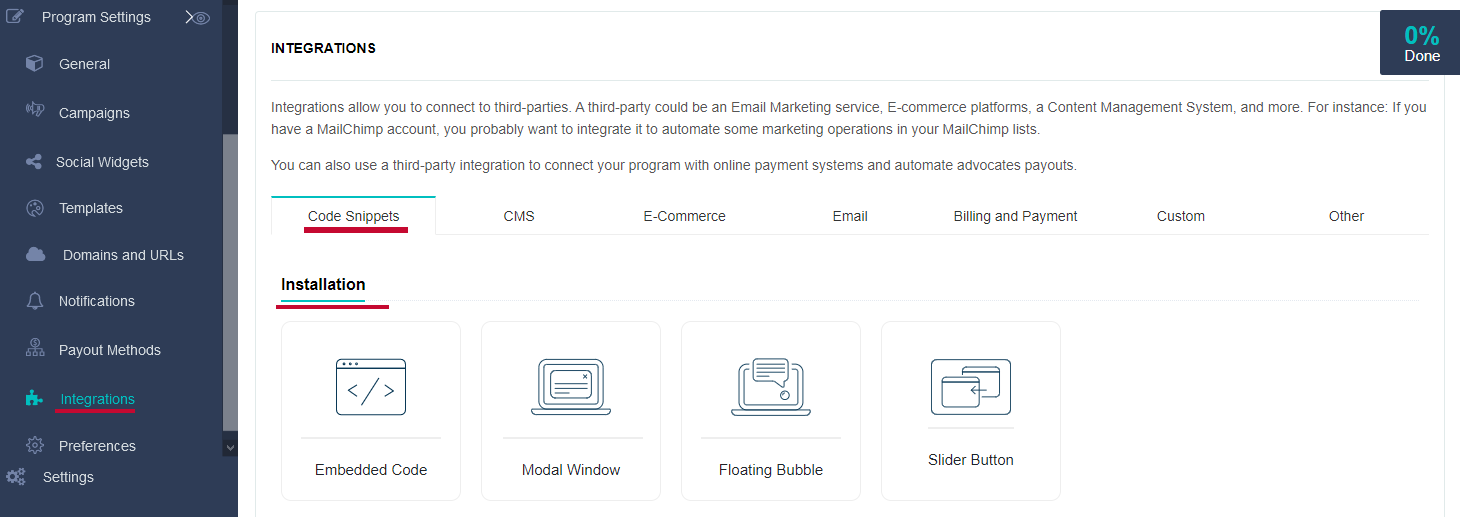 Program Settings
General
Campaigns
Social Widgets
Templates
Domains and URLs
Notifications
Payout Methods
Integrations
Preferences
Settings
INTEGRATIONS
0%
Done
Integrations allow you to connect to third-parties. A third-party could be an Email Marketing service, E-commerce platforms, a Content Management System, and more. For instance: If you
have a MailChimp account, you probably want to integrate it to automate some marketing operations in your MailChimp lists.
You can also use a third-party integration to connect your program with online payment systems and automate advocates payouts.
Code Snippets CMS E-Commerce Email Billing and Payment Custom Other
Installation
Embedded Code Modal Window Floating Bubble Slider Button